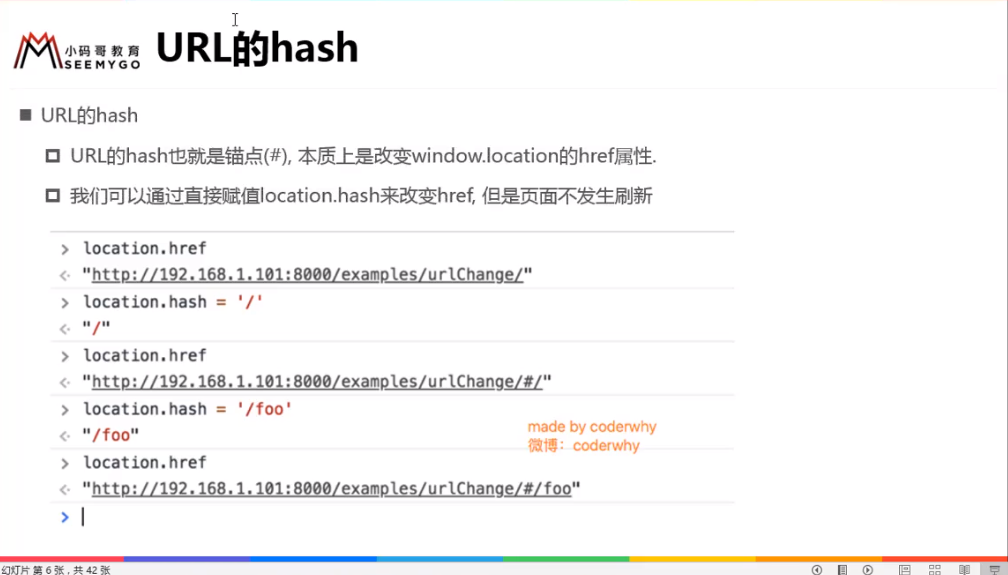 小码哥教育
SEEMYGO
URL的hash
URL的hash
URL的hash也就是锚点(#), 本质上是改变window.location的href属性.
我们可以通过直接赋值location.hash来改变href, 但是页面不发生刷新
> location.href
"http://192.168.1.101:8000/examples/urlChange/"
> location.hash = '/'
"/"
> location.href
"http://192.168.1.101:8000/examples/urlChange/#/"
> location.hash = '/foo'
"/foo"
> location.href
"http://192.168.1.101:8000/examples/urlChange/#/foo"
>
made by coderwhy
微博：coderwhy
幻灯片 第 6 张，共 42 张